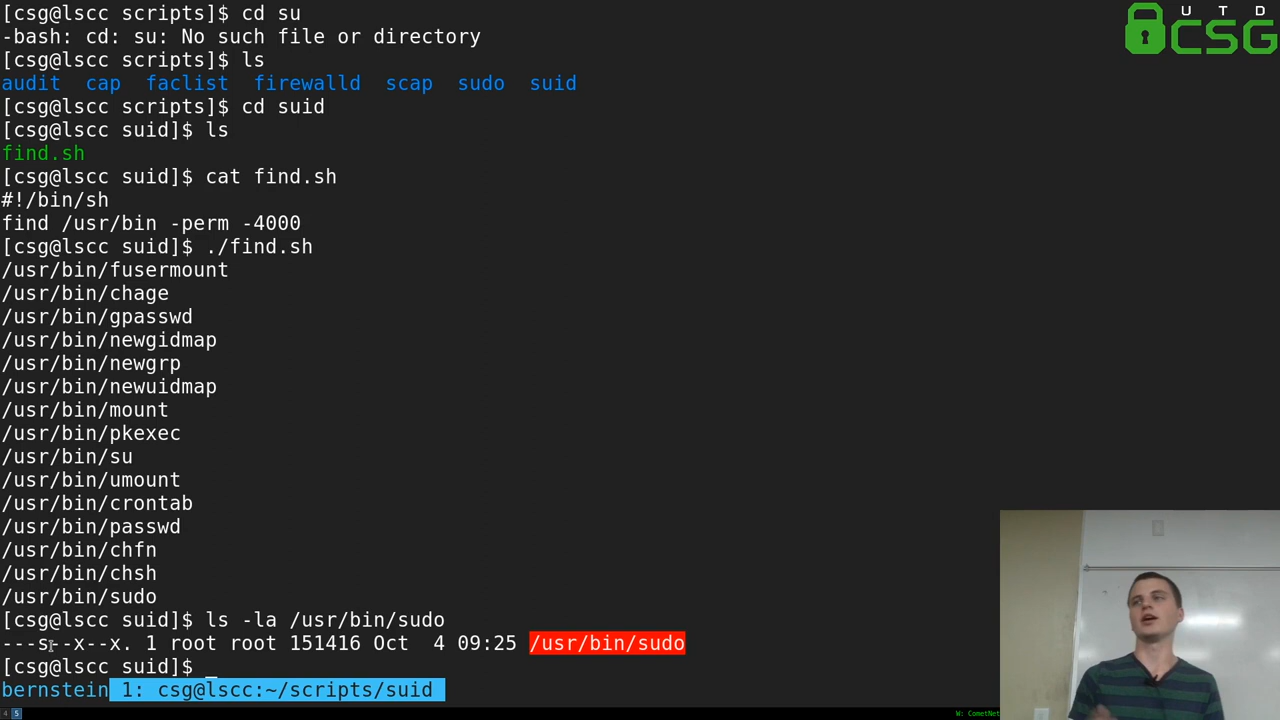 [csg@lscc scripts]$ cd su
-bash: cd: su: No such file or directory
[csg@lscc scripts]$ ls
audit cap faclist firewalld scap sudo suid
[csg@lscc scripts]$ cd suid
[csg@lscc suid]$ ls
find.sh
[csg@lscc suid]$ cat find.sh
#!/bin/sh
find /usr/bin -perm -4000
[csg@lscc suid]$ ./find.sh
/usr/bin/fusermount
/usr/bin/chage
/usr/bin/gpasswd
/usr/bin/newgidmap
/usr/bin/newgrp
/usr/bin/newuidmap
/usr/bin/mount
/usr/bin/pkexec
/usr/bin/su
/usr/bin/umount
/usr/bin/crontab
/usr/bin/passwd
/usr/bin/chfn
/usr/bin/chsh
/usr/bin/sudo
[csg@lscc suid]$ ls -la /usr/bin/sudo
---s--x--x. 1 root root 151416 Oct  4 09:25 /usr/bin/sudo
[csg@lscc suid]$ _
bernstein 1: csg@lscc:~/scripts/suid
4 5
W: CometNet
UTD
CSG